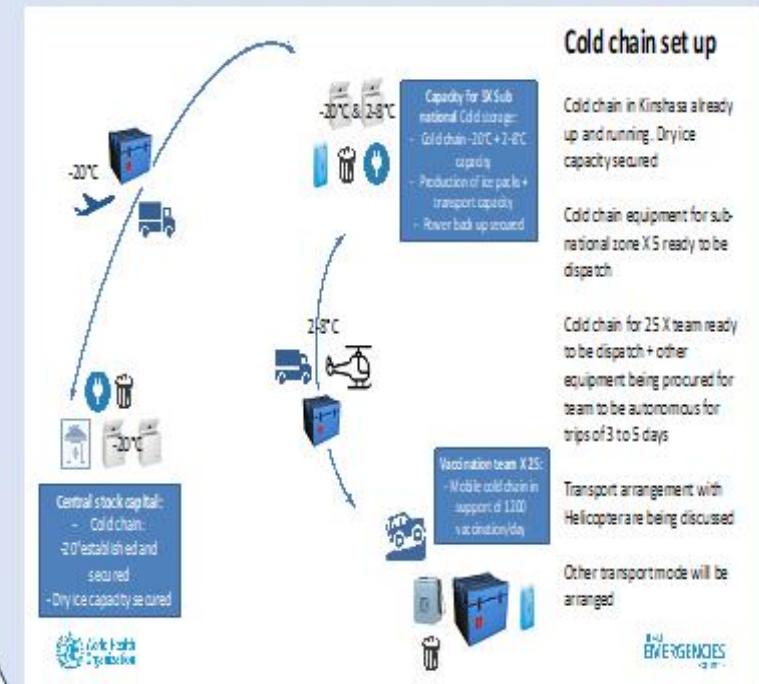 Cold chain set up
-20°C & 2-8°C
Capacity for 5X Sub
national Cold storage:
- Cold chain -20°C + 2-8°C
capacity
- Production of ice packs +
transport capacity
- Power back up secured
Cold chain in Kinshasa already
up and running. Dry ice
capacity secured
-20°C
Cold chain equipment for sub-
national zone X 5 ready to be
dispatch
2-8°C
Cold chain for 25 X team ready
to be dispatch + other
equipment being procured for
team to be autonomous for
trips of 3 to 5 days
-20°C
Central stock capital:
- Cold chain:
-20°established and
secured
- Dry ice capacity secured
Vaccination team X 25:
- Mobile cold chain in
support of 1200
vaccination/day
Transport arrangement with
Helicopter are being discussed
Other transport mode will be
arranged
World Health
Organization
EMERGENCIES